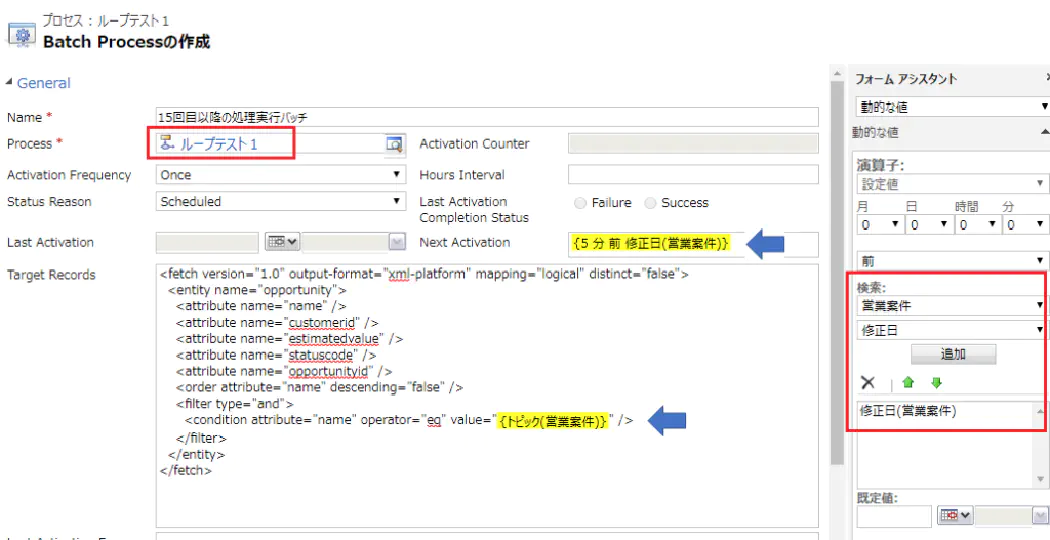 プロセス : ループテスト1
Batch Processの作成
General
Name *
15回目以降の処理実行バッチ
Process *
ループテスト1
Activation Counter
Activation Frequency
Once
Hours Interval
Status Reason
Scheduled
Last Activation Completion Status
Failure
Success
Last Activation
Next Activation
{5 分 前 修正日(営業案件)}
Target Records
<fetch version="1.0" output-format="xml-platform" mapping="logical" distinct="false">
<entity name="opportunity">
<attribute name="name" />
<attribute name="customerid" />
<attribute name="estimatedvalue" />
<attribute name="statuscode" />
<attribute name="opportunityid" />
<order attribute="name" descending="false" />
<filter type="and">
<condition attribute="name" operator="eq" value="{トピック(営業案件)}" />
</filter>
</entity>
</fetch>
フォーム アシスタント
動的な値
動的な値
演算子:
設定値
月 日 時間 分
0 0 0 0
前
検索:
営業案件
修正日
追加
修正日(営業案件)
既定値: